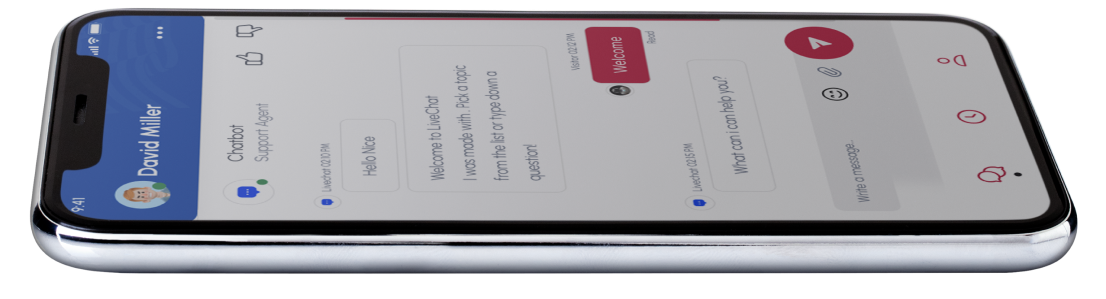 9:41
David Miller
Chatbot
Support Agent
Livechat 02:10 PM
Hello Nice
Welcome to LiveChat
I was made with . Pick a topic
from the list or type down a
question!
Visitor 02:12 PM
Welcome
Read
Livechat 02:15 PM
What can i can help you?
Write a message...